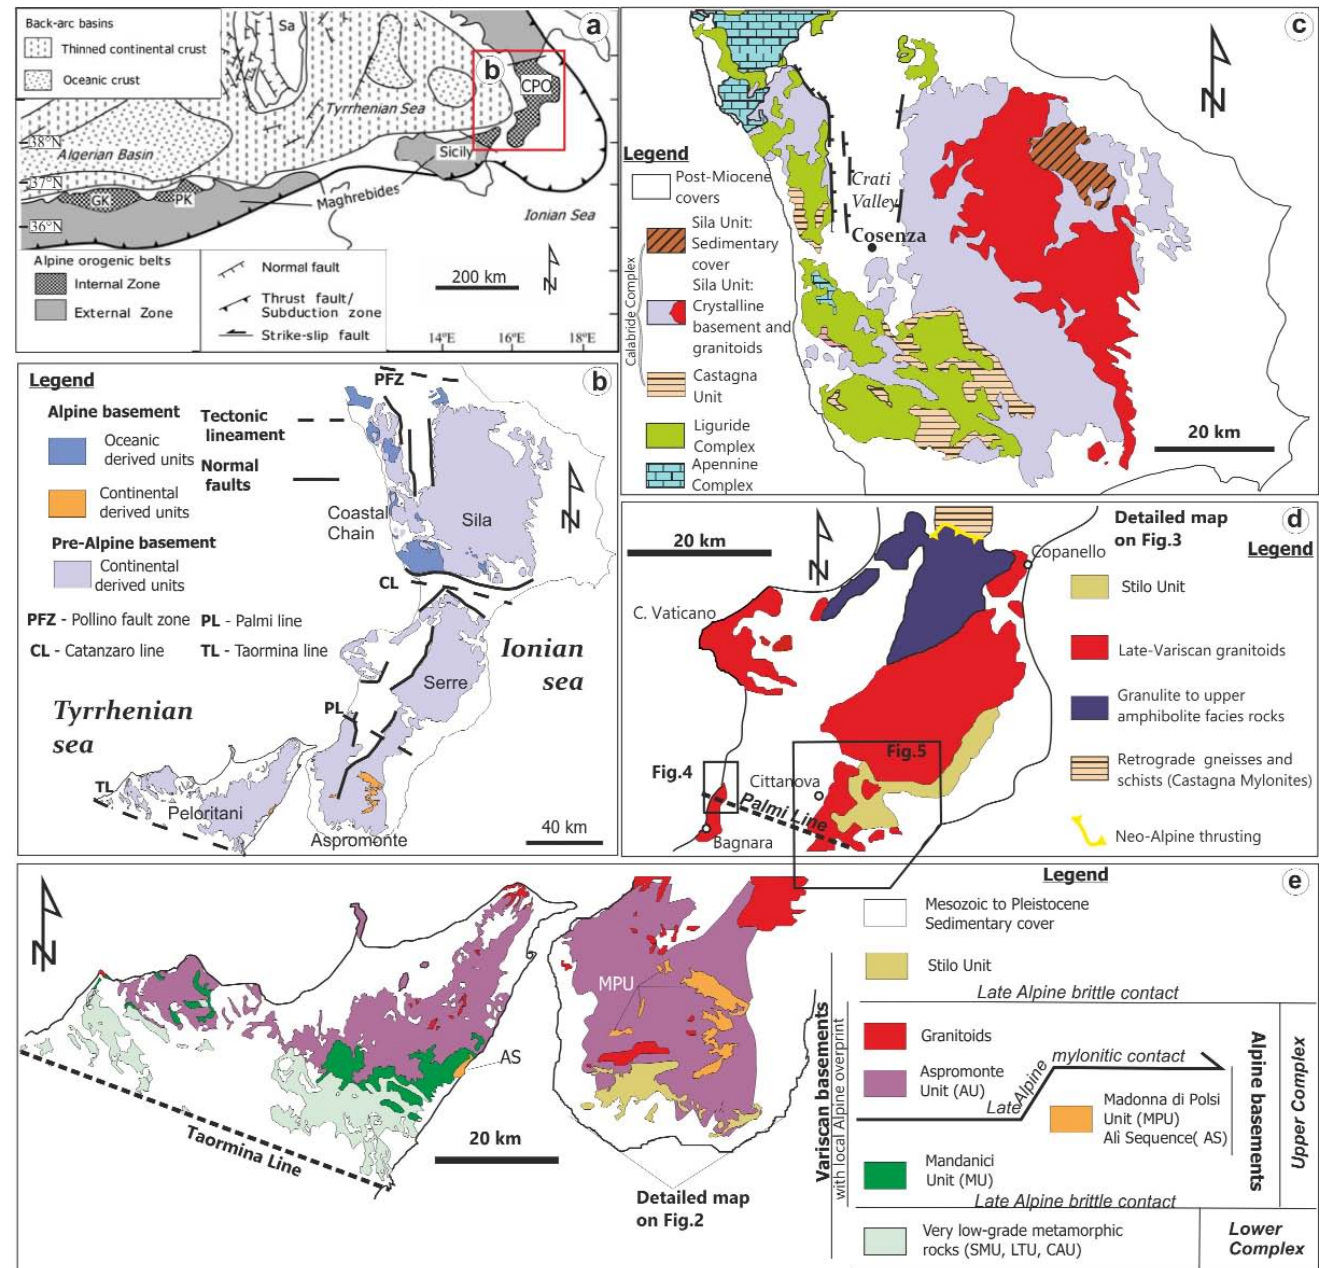 a
Back-arc basins
Thinned continental crust
Oceanic crust
Sa
b
CPO
Tyrrhenian Sea
38°N
Algerian Basin
Sicily
37°N
GK
PK
Maghrebides
36°N
Ionian Sea
Alpine orogenic belts
Internal Zone
External Zone
Normal fault
Thrust fault/
Subduction zone
Strike-slip fault
200 km
N
14°E
16°E
18°E
b
Legend
Alpine basement
Oceanic
derived units
Continental
derived units
Pre-Alpine basement
Continental
derived units
Tectonic
lineament
Normal
faults
PFZ - Pollino fault zone
PL - Palmi line
CL - Catanzaro line
TL - Taormina line
PFZ
N
Coastal
Chain
Sila
CL
Ionian
sea
Serre
PL
Tyrrhenian
sea
TL
Peloritani
Aspromonte
40 km
c
N
Legend
Post-Miocene
covers
Sila Unit:
Sedimentary
cover
Sila Unit:
Crystalline
basement and
granitoids
Castagna
Unit
Calabride Complex
Liguride
Complex
Apennine
Complex
Crati
Valley
Cosenza
20 km
d
20 km
N
Detailed map
on Fig.3
Legend
Copanello
Stilo Unit
C. Vaticano
Late-Variscan granitoids
Granulite to upper
amphibolite facies rocks
Retrograde gneisses and
schists (Castagna Mylonites)
Neo-Alpine thrusting
Fig.5
Fig.4
Cittanova
Palmi Line
Bagnara
e
N
MPU
AS
Taormina Line
20 km
Detailed map
on Fig.2
Legend
Mesozoic to Pleistocene
Sedimentary cover
Stilo Unit
Late Alpine brittle contact
Granitoids
Aspromonte
Unit (AU)
Late Alpine mylonitic contact
Madonna di Polsi
Unit (MPU)
Alì Sequence( AS)
Mandanici
Unit (MU)
Late Alpine brittle contact
Very low-grade metamorphic
rocks (SMU, LTU, CAU)
Variscan basements
with local Alpine overprint
Alpine basements
Upper Complex
Lower
Complex